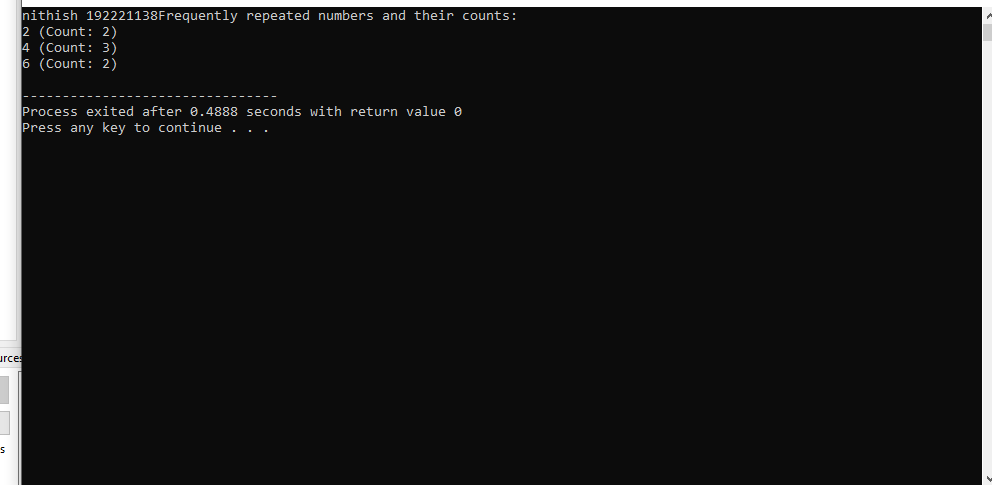 nithish 192221138Frequently repeated numbers and their counts:
2 (Count: 2)
4 (Count: 3)
6 (Count: 2)
--------------------------------
Process exited after 0.4888 seconds with return value 0
Press any key to continue . . .
urces
s